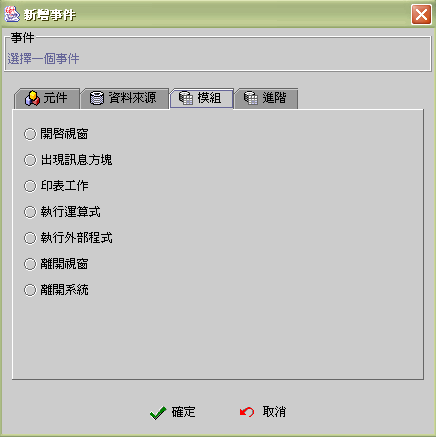 新增事件
事件
選擇一個事件
元件 資料來源 模組 進階
開啓視窗
出現訊息方塊
印表工作
執行運算式
執行外部程式
離開視窗
離開系統
確定 取消